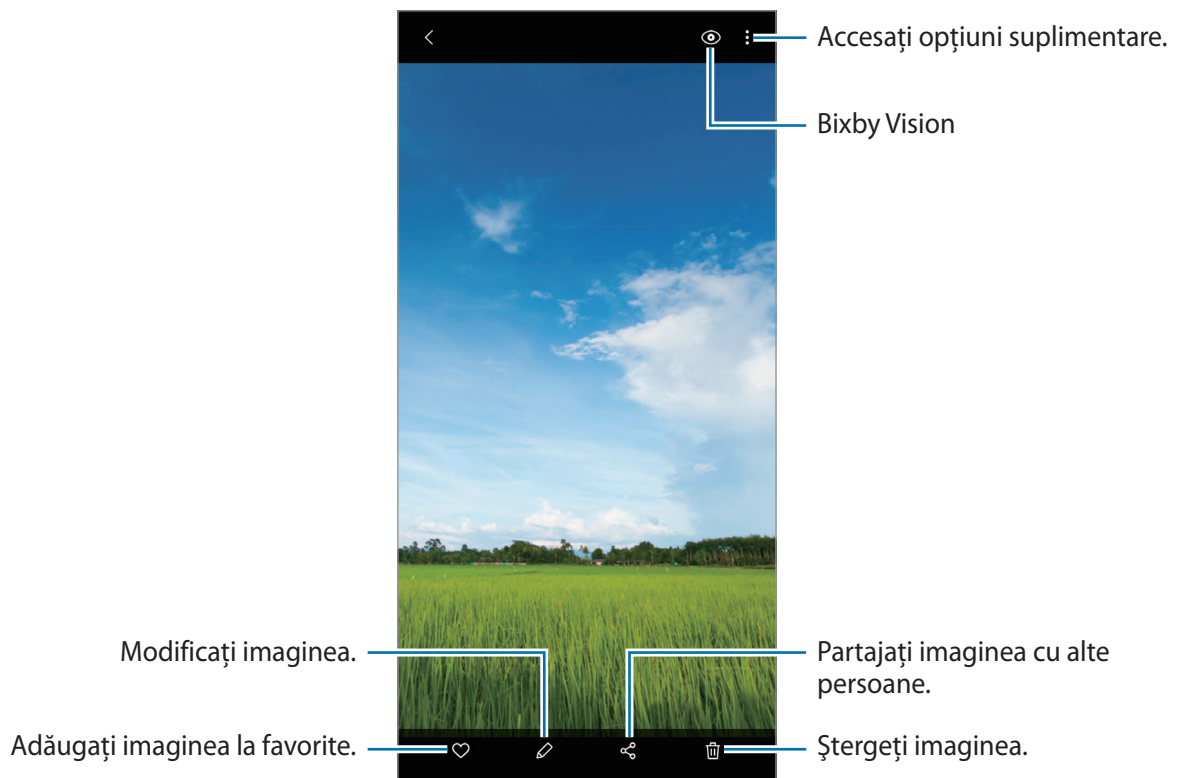 Accesați opțiuni suplimentare.
Bixby Vision
Modificați imaginea.
Partajați imaginea cu alte
persoane.
Adăugați imaginea la favorite.
Ştergeți imaginea.